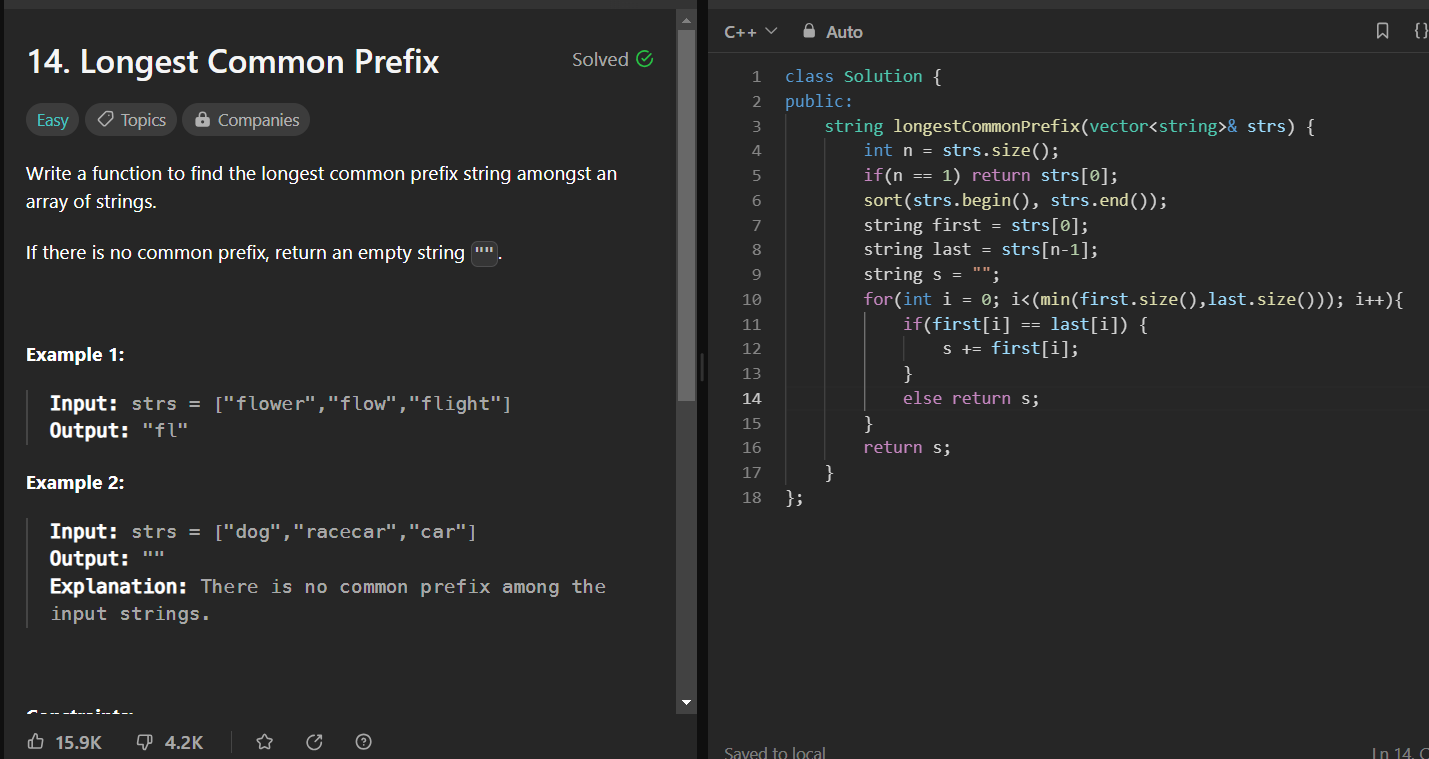 14. Longest Common Prefix
Solved
Easy
Topics
Companies
Write a function to find the longest common prefix string amongst an
array of strings.
If there is no common prefix, return an empty string "".
Example 1:
Input: strs = ["flower","flow","flight"]
Output: "fl"
Example 2:
Input: strs = ["dog","racecar","car"]
Output: ""
Explanation: There is no common prefix among the
input strings.
15.9K
4.2K
C++
Auto
{}
1 class Solution {
2 public:
3 string longestCommonPrefix(vector<string>& strs) {
4 int n = strs.size();
5 if(n == 1) return strs[0];
6 sort(strs.begin(), strs.end());
7 string first = strs[0];
8 string last = strs[n-1];
9 string s = "";
10 for(int i = 0; i<(min(first.size(),last.size())); i++){
11 if(first[i] == last[i]) {
12 s += first[i];
13 }
14 else return s;
15 }
16 return s;
17 }
18 };
Saved to local
Ln 14,